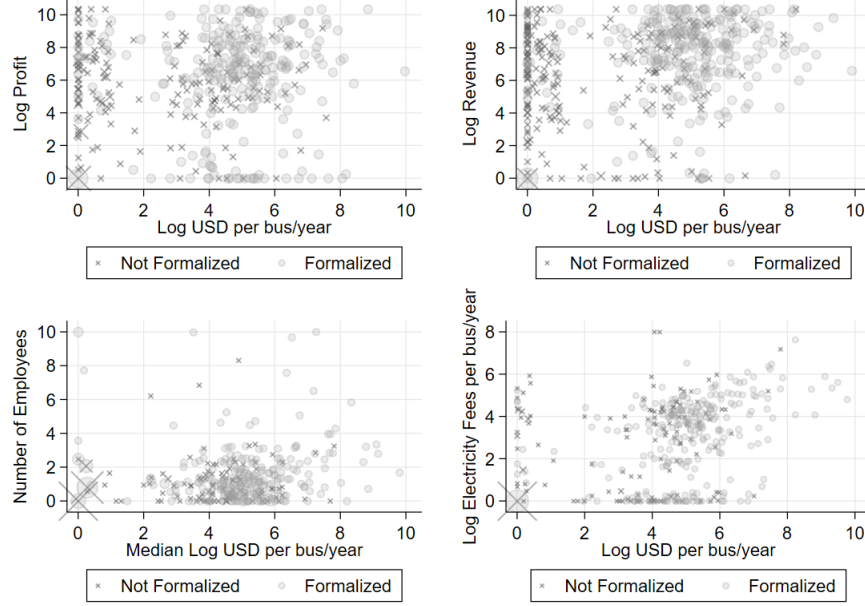 Log Profit
10
8
6
4
2
0
0 2 4 6 8 10
Log USD per bus/year
Not Formalized Formalized
Log Revenue
10
8
6
4
2
0
0 2 4 6 8 10
Log USD per bus/year
Not Formalized Formalized
Number of Employees
10
8
6
4
2
0
0 2 4 6 8 10
Median Log USD per bus/year
Not Formalized Formalized
Log Electricity Fees per bus/year
8
6
4
2
0
0 2 4 6 8 10
Log USD per bus/year
Not Formalized Formalized